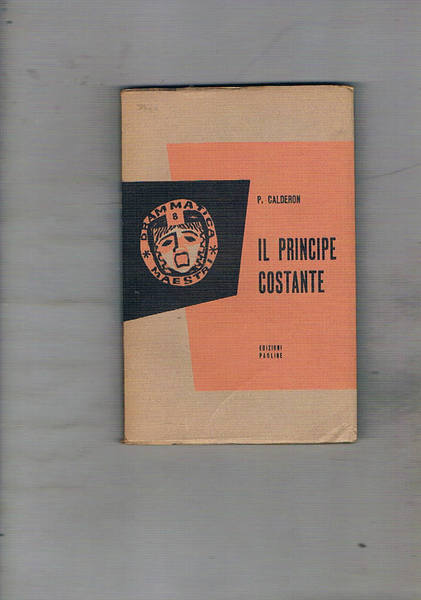 P. CALDERON
IL PRINCIPE
COSTANTE
DRAMMATICA
8
MAESTRI
EDIZIONI
PAOLINE